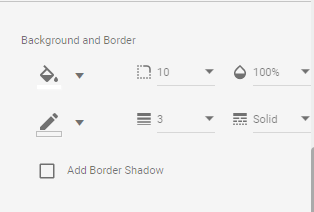 Background and Border
10 100%
3 Solid
Add Border Shadow